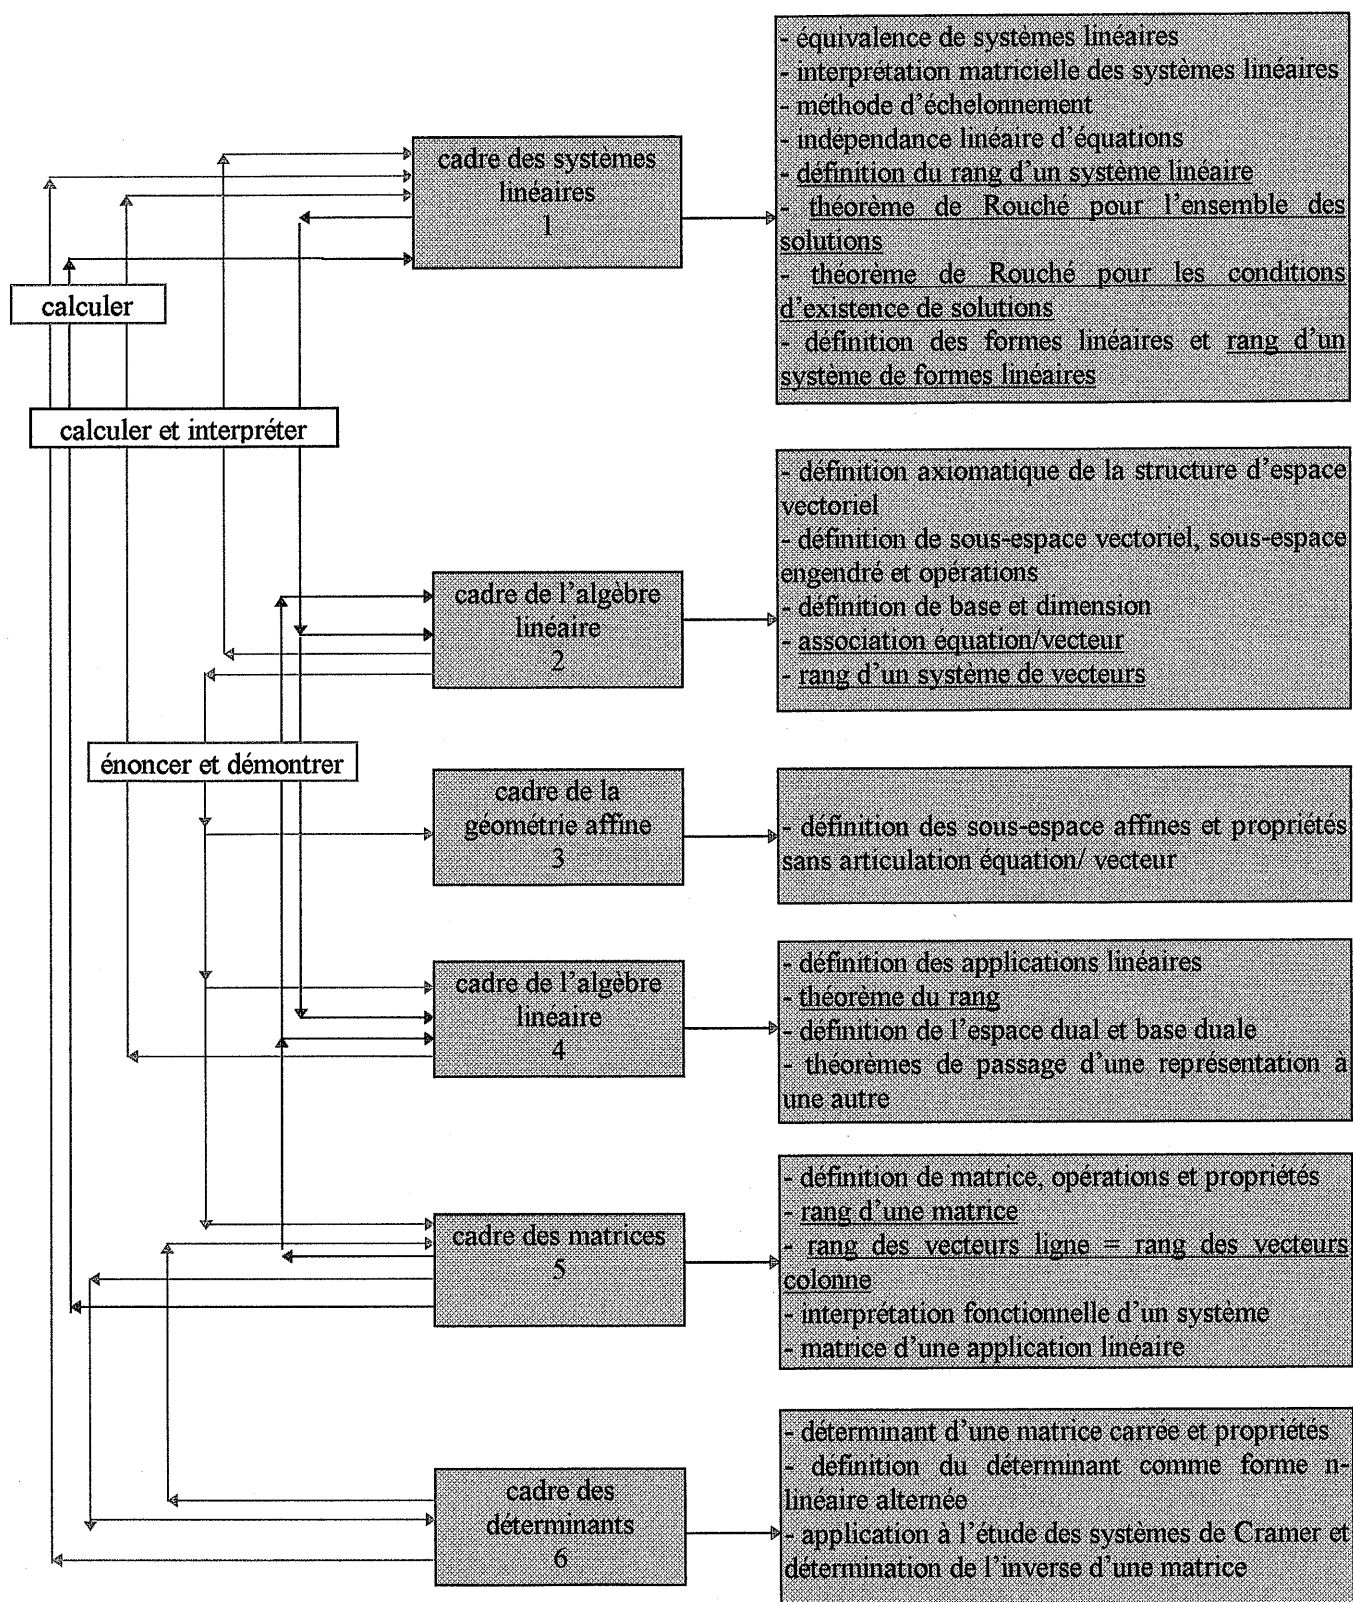 - équivalence de systèmes linéaires
- interprétation matricielle des systèmes linéaires
- méthode d'échelonnement
- indépendance linéaire d'équations
- définition du rang d'un système linéaire
- théorème de Rouché pour l'ensemble des
solutions
- théorème de Rouché pour les conditions
d'existence de solutions
- définition des formes linéaires et rang d'un
système de formes linéaires
cadre des systèmes
linéaires
1
calculer
calculer et interpréter
- définition axiomatique de la structure d'espace
vectoriel
- définition de sous-espace vectoriel, sous-espace
engendré et opérations
- définition de base et dimension
- association équation/vecteur
- rang d'un système de vecteurs
cadre de l'algèbre
linéaire
2
énoncer et démontrer
cadre de la
géométrie affine
3
- définition des sous-espace affines et propriétés
sans articulation équation/ vecteur
cadre de l'algèbre
linéaire
4
- définition des applications linéaires
- théorème du rang
- définition de l'espace dual et base duale
- théorèmes de passage d'une représentation à
une autre
cadre des matrices
5
- définition de matrice, opérations et propriétés
- rang d'une matrice
- rang des vecteurs ligne = rang des vecteurs
colonne
- interprétation fonctionnelle d'un système
- matrice d'une application linéaire
cadre des
déterminants
6
- déterminant d'une matrice carrée et propriétés
- définition du déterminant comme forme n-
linéaire alternée
- application à l'étude des systèmes de Cramer et
détermination de l'inverse d'une matrice